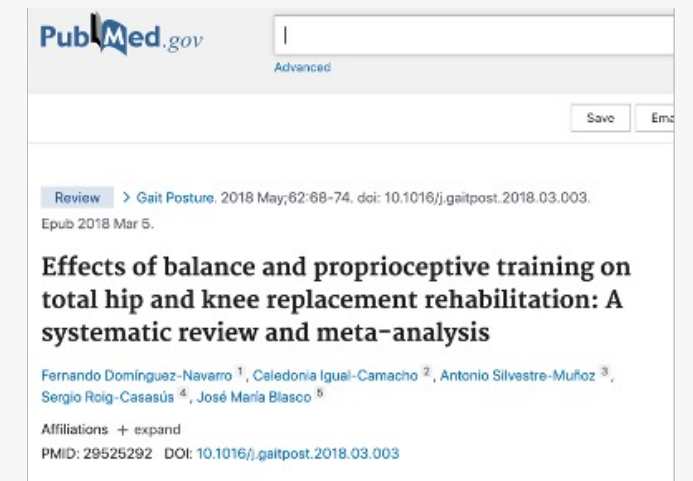 PubMed.gov
Advanced
Save Ema
Review > Gait Posture. 2018 May;62:68-74. doi: 10.1016/j.gaitpost.2018.03.003.
Epub 2018 Mar 5.
Effects of balance and proprioceptive training on
total hip and knee replacement rehabilitation: A
systematic review and meta-analysis
Fernando Domínguez-Navarro 1, Celedonia Igual-Camacho 2, Antonio Silvestre-Muñoz 3,
Sergio Roig-Casasús 4, José María Blasco 5
Affiliations + expand
PMID: 29525292 DOI: 10.1016/j.gaitpost.2018.03.003